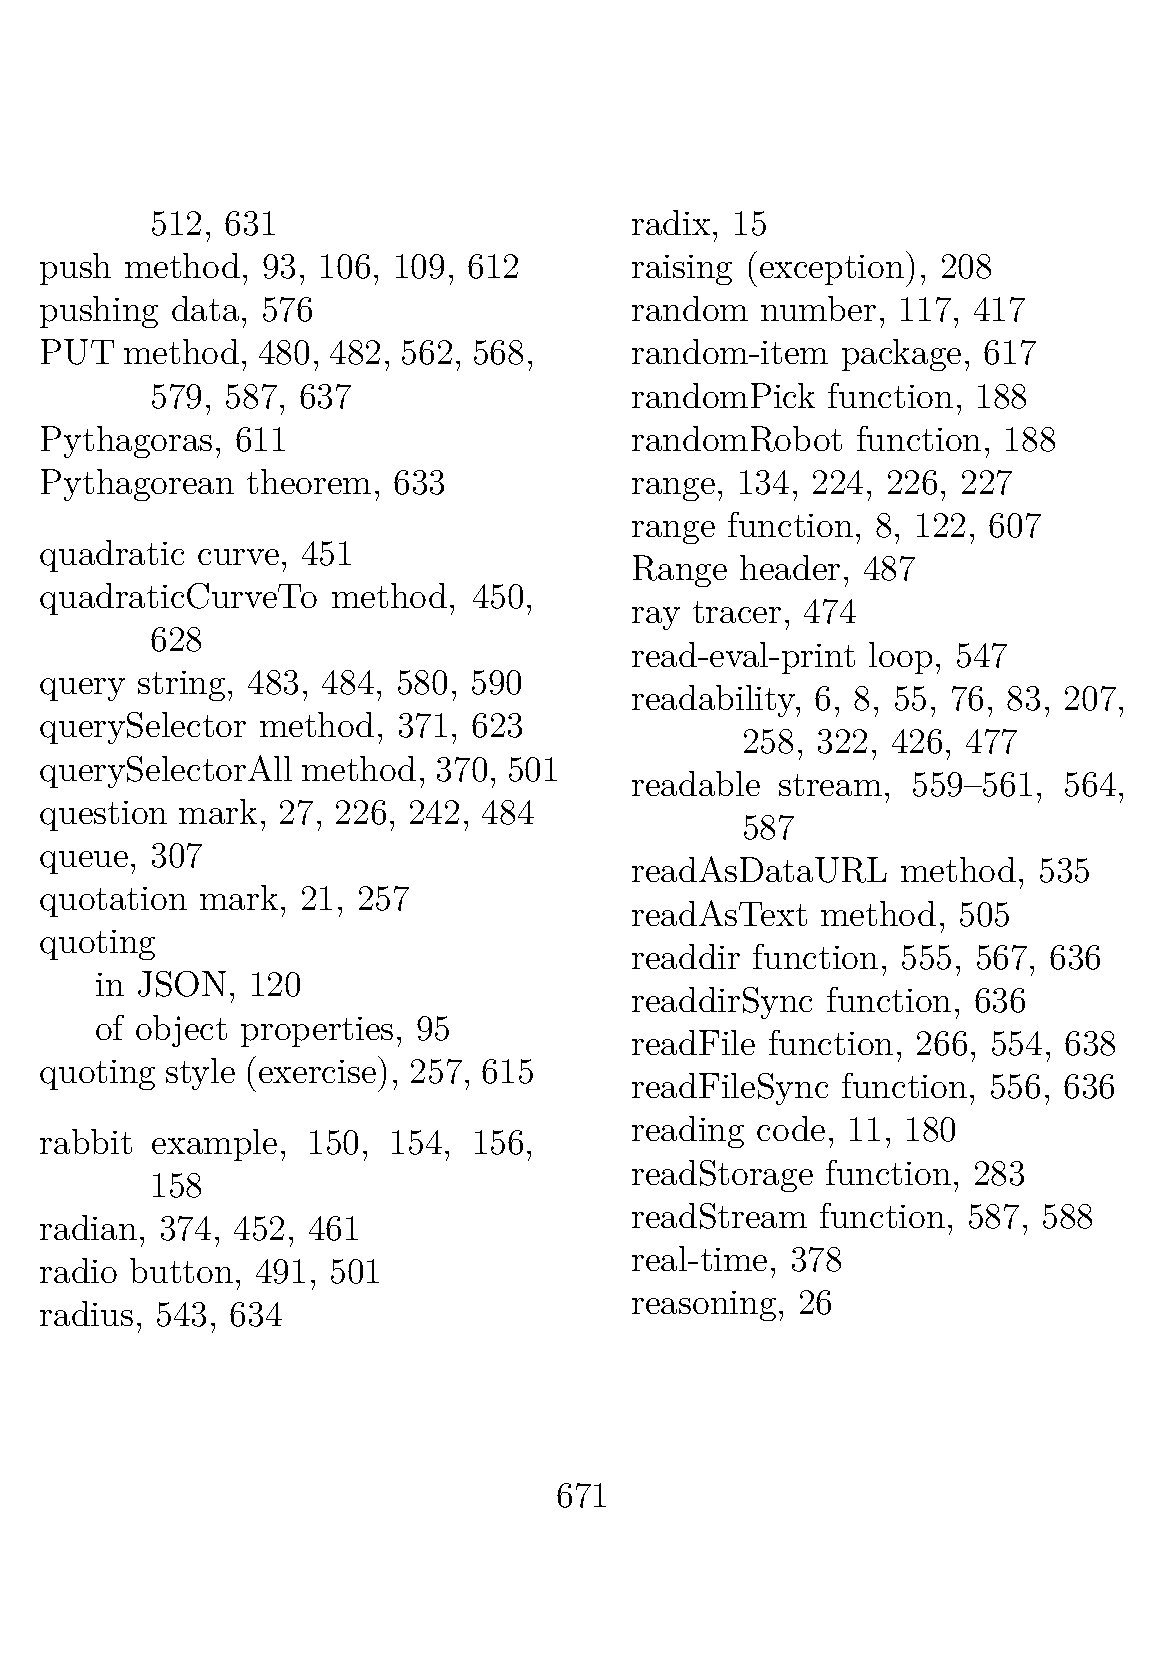 512, 631
push method, 93, 106, 109, 612
pushing data, 576
PUT method, 480, 482, 562, 568,
579, 587, 637
Pythagoras, 611
Pythagorean theorem, 633
quadratic curve, 451
quadraticCurveTo method, 450,
628
query string, 483, 484, 580, 590
querySelector method, 371, 623
querySelectorAll method, 370, 501
question mark, 27, 226, 242, 484
queue, 307
quotation mark, 21, 257
quoting
in JSON, 120
of object properties, 95
quoting style (exercise), 257, 615
rabbit example, 150, 154, 156,
158
radian, 374, 452, 461
radio button, 491, 501
radius, 543, 634
radix, 15
raising (exception), 208
random number, 117, 417
random-item package, 617
randomPick function, 188
randomRobot function, 188
range, 134, 224, 226, 227
range function, 8, 122, 607
Range header, 487
ray tracer, 474
read-eval-print loop, 547
readability, 6, 8, 55, 76, 83, 207,
258, 322, 426, 477
readable stream, 559–561, 564,
587
readAsDataURL method, 535
readAsText method, 505
readdir function, 555, 567, 636
readdirSync function, 636
readFile function, 266, 554, 638
readFileSync function, 556, 636
reading code, 11, 180
readStorage function, 283
readStream function, 587, 588
real-time, 378
reasoning, 26
671